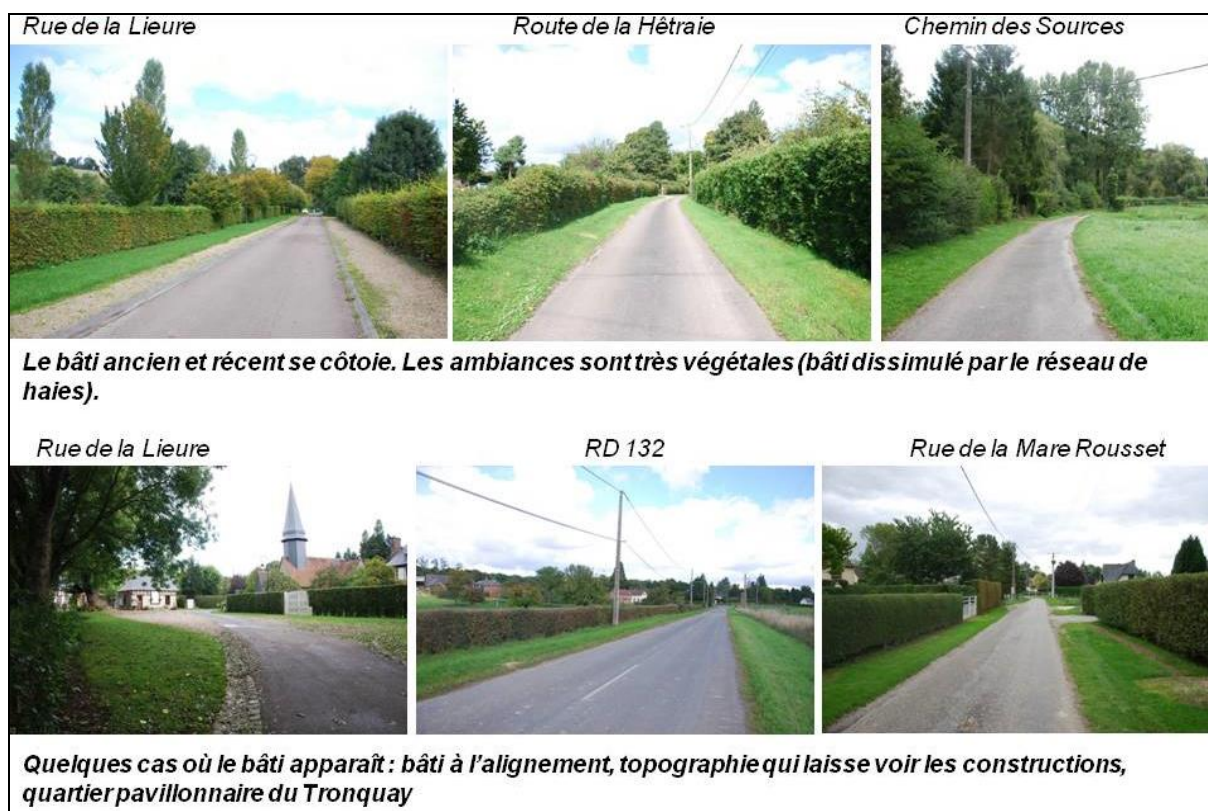 Rue de la Lieure
Route de la Hêtraie
Chemin des Sources
Le bâti ancien et récent se côtoie. Les ambiances sont très végétales (bâti dissimulé par le réseau de
haies).
Rue de la Lieure
RD 132
Rue de la Mare Rousset
Quelques cas où le bâti apparaît : bâti à l'alignement, topographie qui laisse voir les constructions,
quartier pavillonnaire du Tronquay